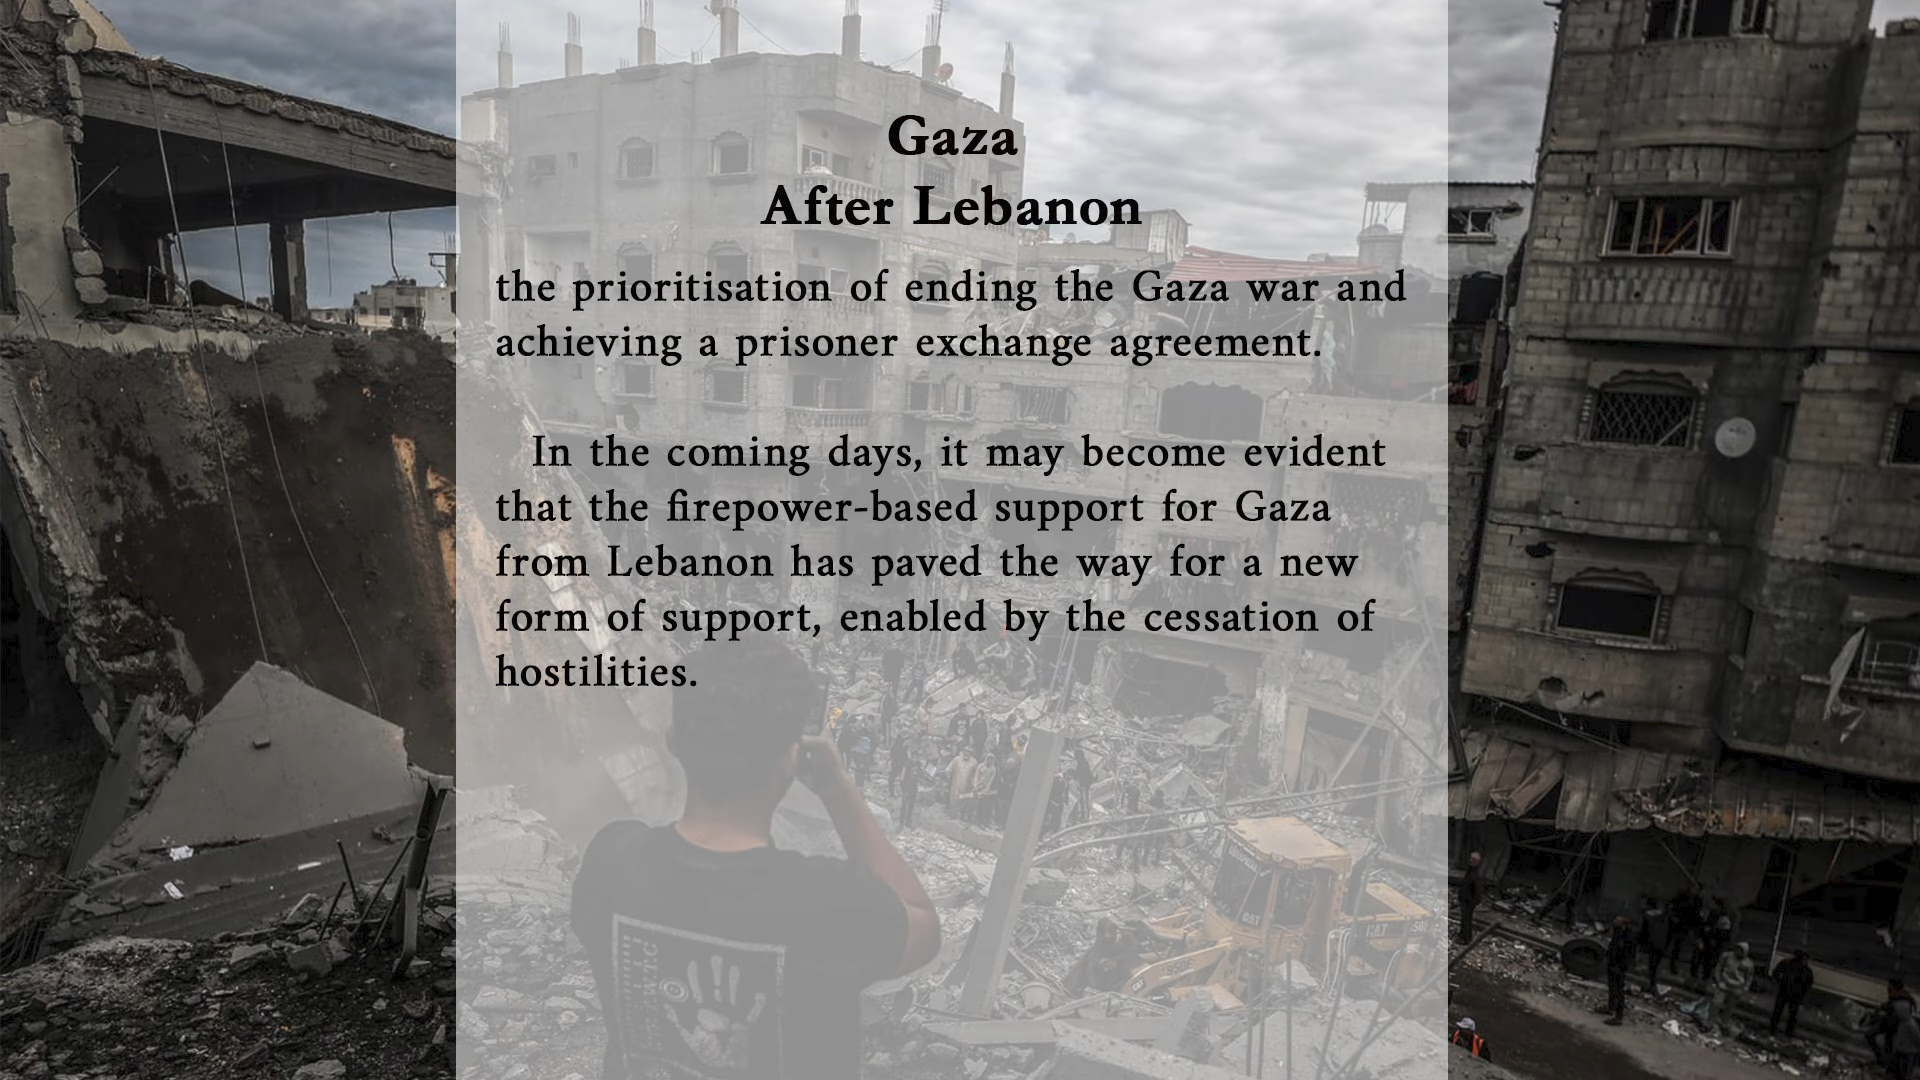 Gaza
After Lebanon
the prioritisation of ending the Gaza war and
achieving a prisoner exchange agreement.
In the coming days, it may become evident
that the firepower-based support for Gaza
from Lebanon has paved the way for a new
form of support, enabled by the cessation of
hostilities.
CAT
CAT